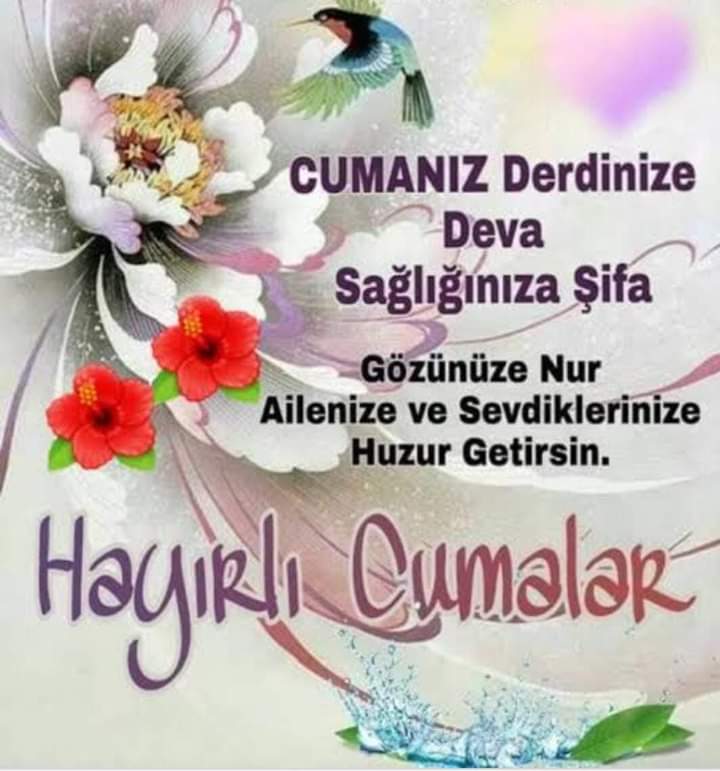 CUMANIZ Derdinize
Deva
Sağlığınıza Şifa
Gözünüze Nur
Ailenize ve Sevdiklerinize
Huzur Getirsin.
Hayırlı Cumalar